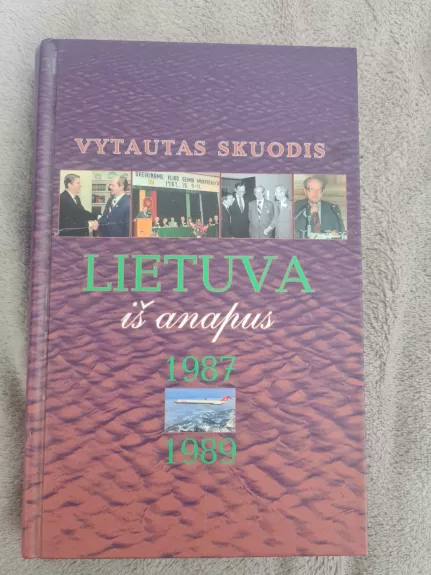 VYTAUTAS SKUODIS
LIETUVA
iš anapus
1987
1989